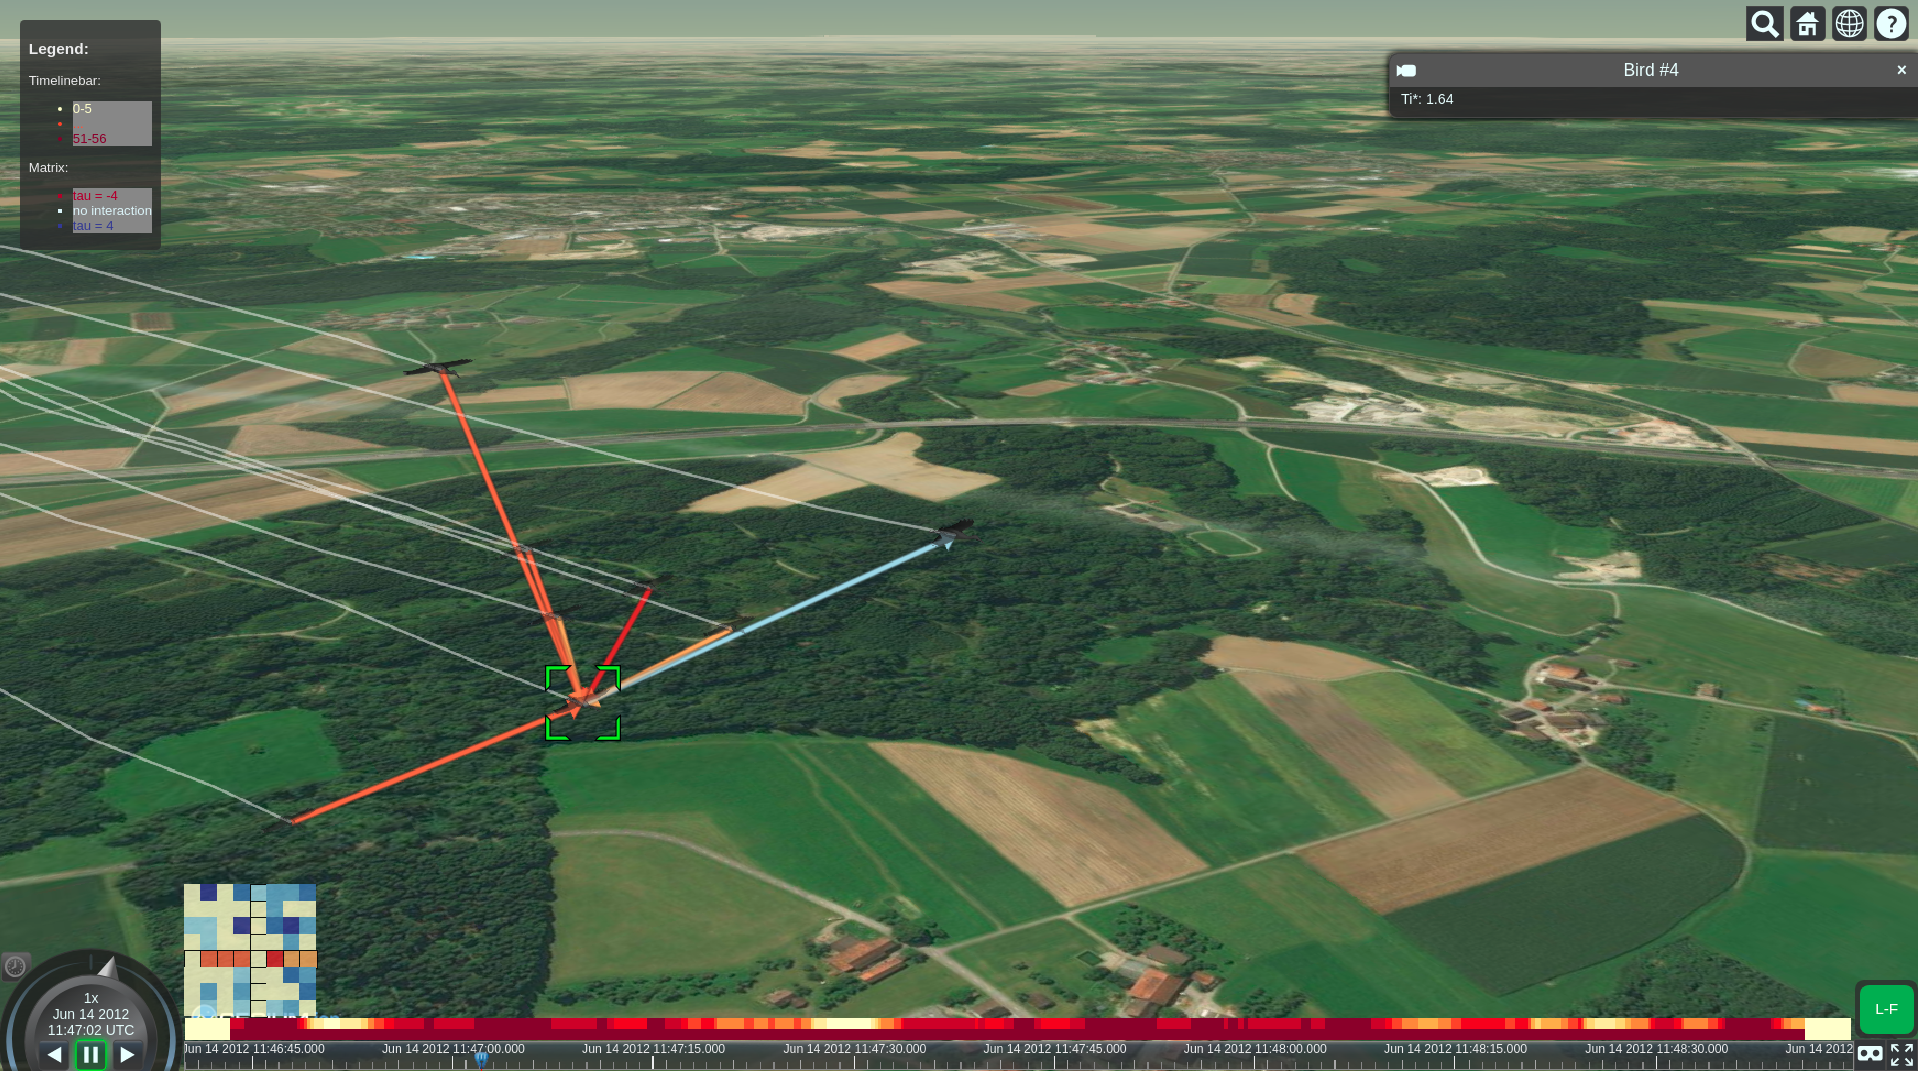 Legend:
Timelinebar:
0-5
51-56
Matrix:
tau = -4
no interaction
tau = 4
Bird #4
×
Ti*: 1.64
1x
Jun 14 2012
11:47:02 UTC
L-F
Jun 14 2012 11:46:45.000
Jun 14 2012 11:47:00.000
Jun 14 2012 11:47:15.000
Jun 14 2012 11:47:30.000
Jun 14 2012 11:47:45.000
Jun 14 2012 11:48:00.000
Jun 14 2012 11:48:15.000
Jun 14 2012 11:48:30.000
Jun 14 2012